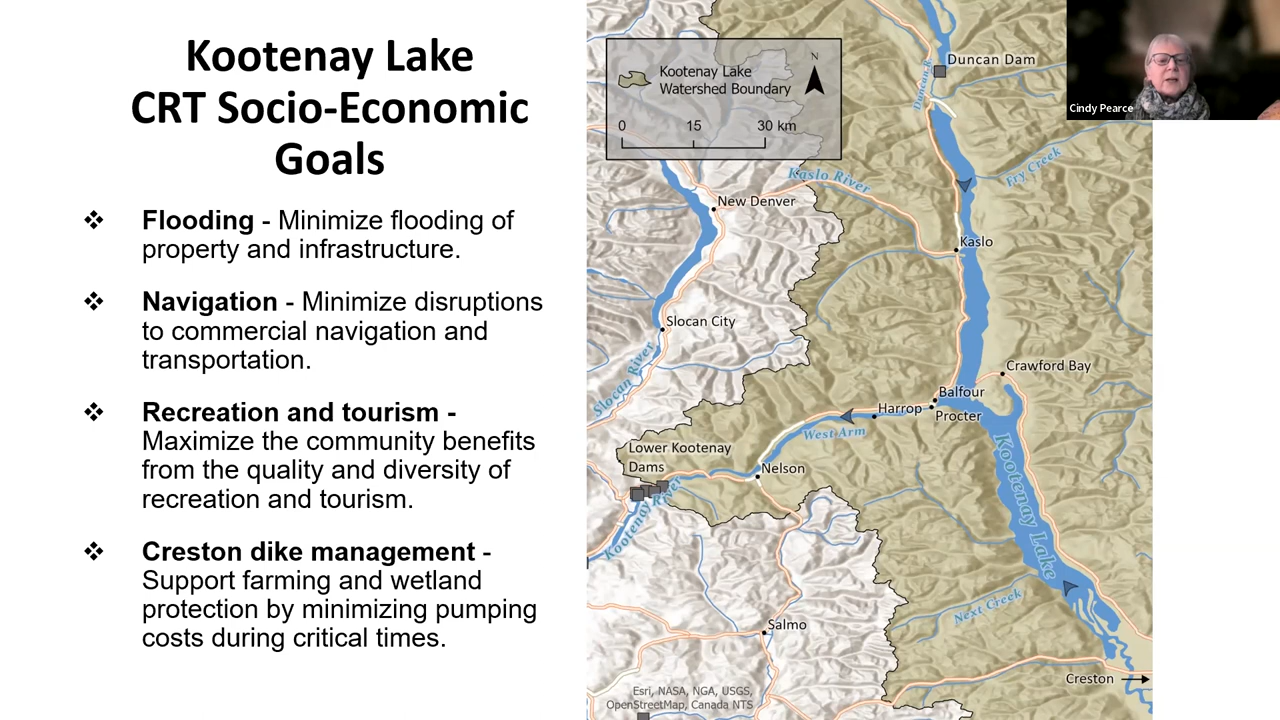 Kootenay Lake
CRT Socio-Economic
Goals
❖ Flooding - Minimize flooding of
property and infrastructure.
❖ Navigation - Minimize disruptions
to commercial navigation and
transportation.
❖ Recreation and tourism -
Maximize the community benefits
from the quality and diversity of
recreation and tourism.
❖ Creston dike management -
Support farming and wetland
protection by minimizing pumping
costs during critical times.
Kootenay Lake
Watershed Boundary
N
0 15 30 km
Duncan Dam
Duncan R.
Cindy Pearce
Fry Creek
Kaslo River
New Denver
Kaslo
Slocan City
Slocan River
Crawford Bay
Balfour
Harrop
Procter
West Arm
Lower Kootenay
Dams
Nelson
Kootenay River
Kootenay Lake
Next Creek
Salmo
Creston
Esri, NASA, NGA, USGS,
OpenStreetMap, Canada NTS